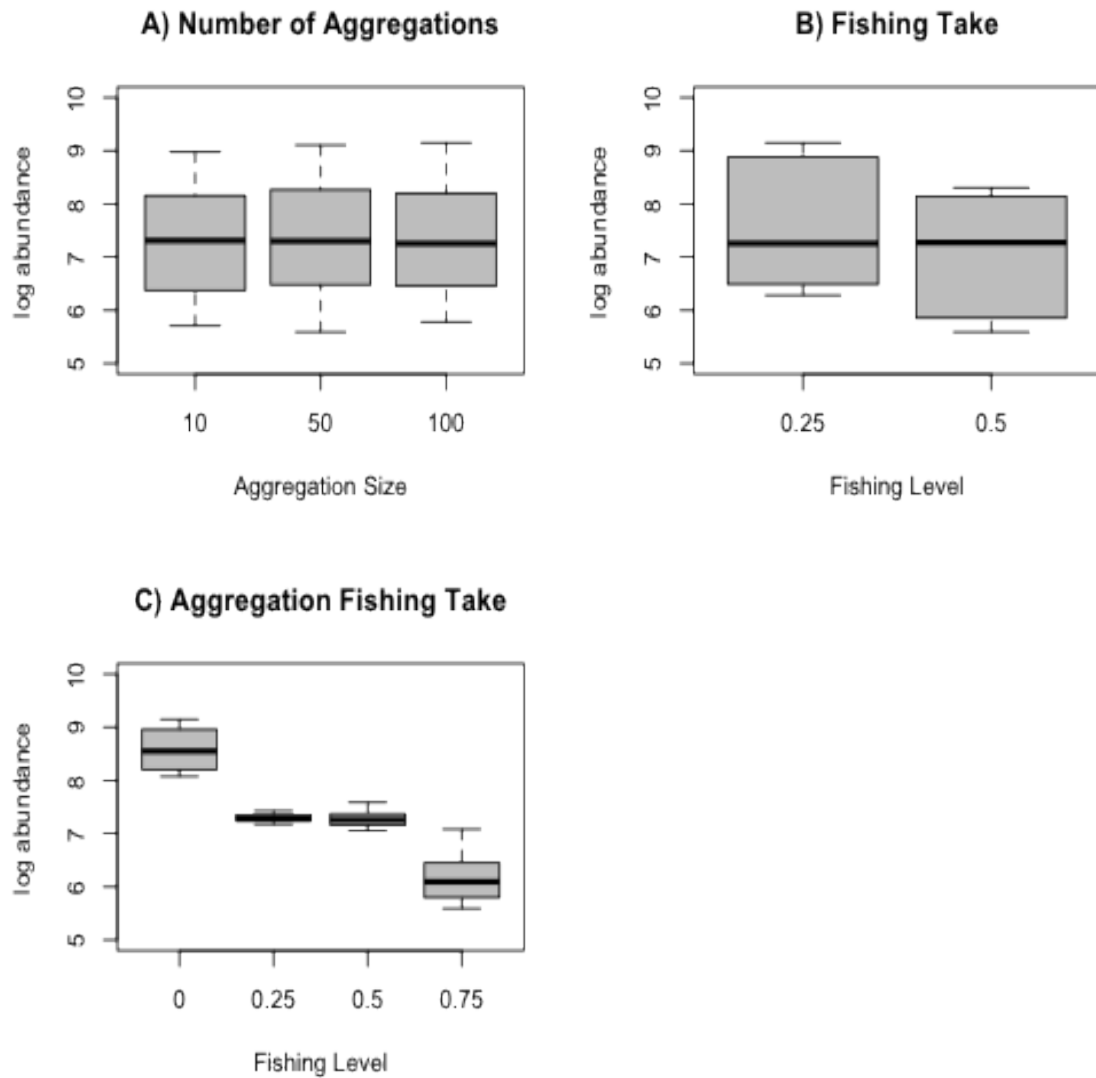 A) Number of Aggregations
log abundance
10
9
8
7
6
5
10 50 100
Aggregation Size
B) Fishing Take
log abundance
10
9
8
7
6
5
0.25 0.5
Fishing Level
C) Aggregation Fishing Take
log abundance
10
9
8
7
6
5
0 0.25 0.5 0.75
Fishing Level